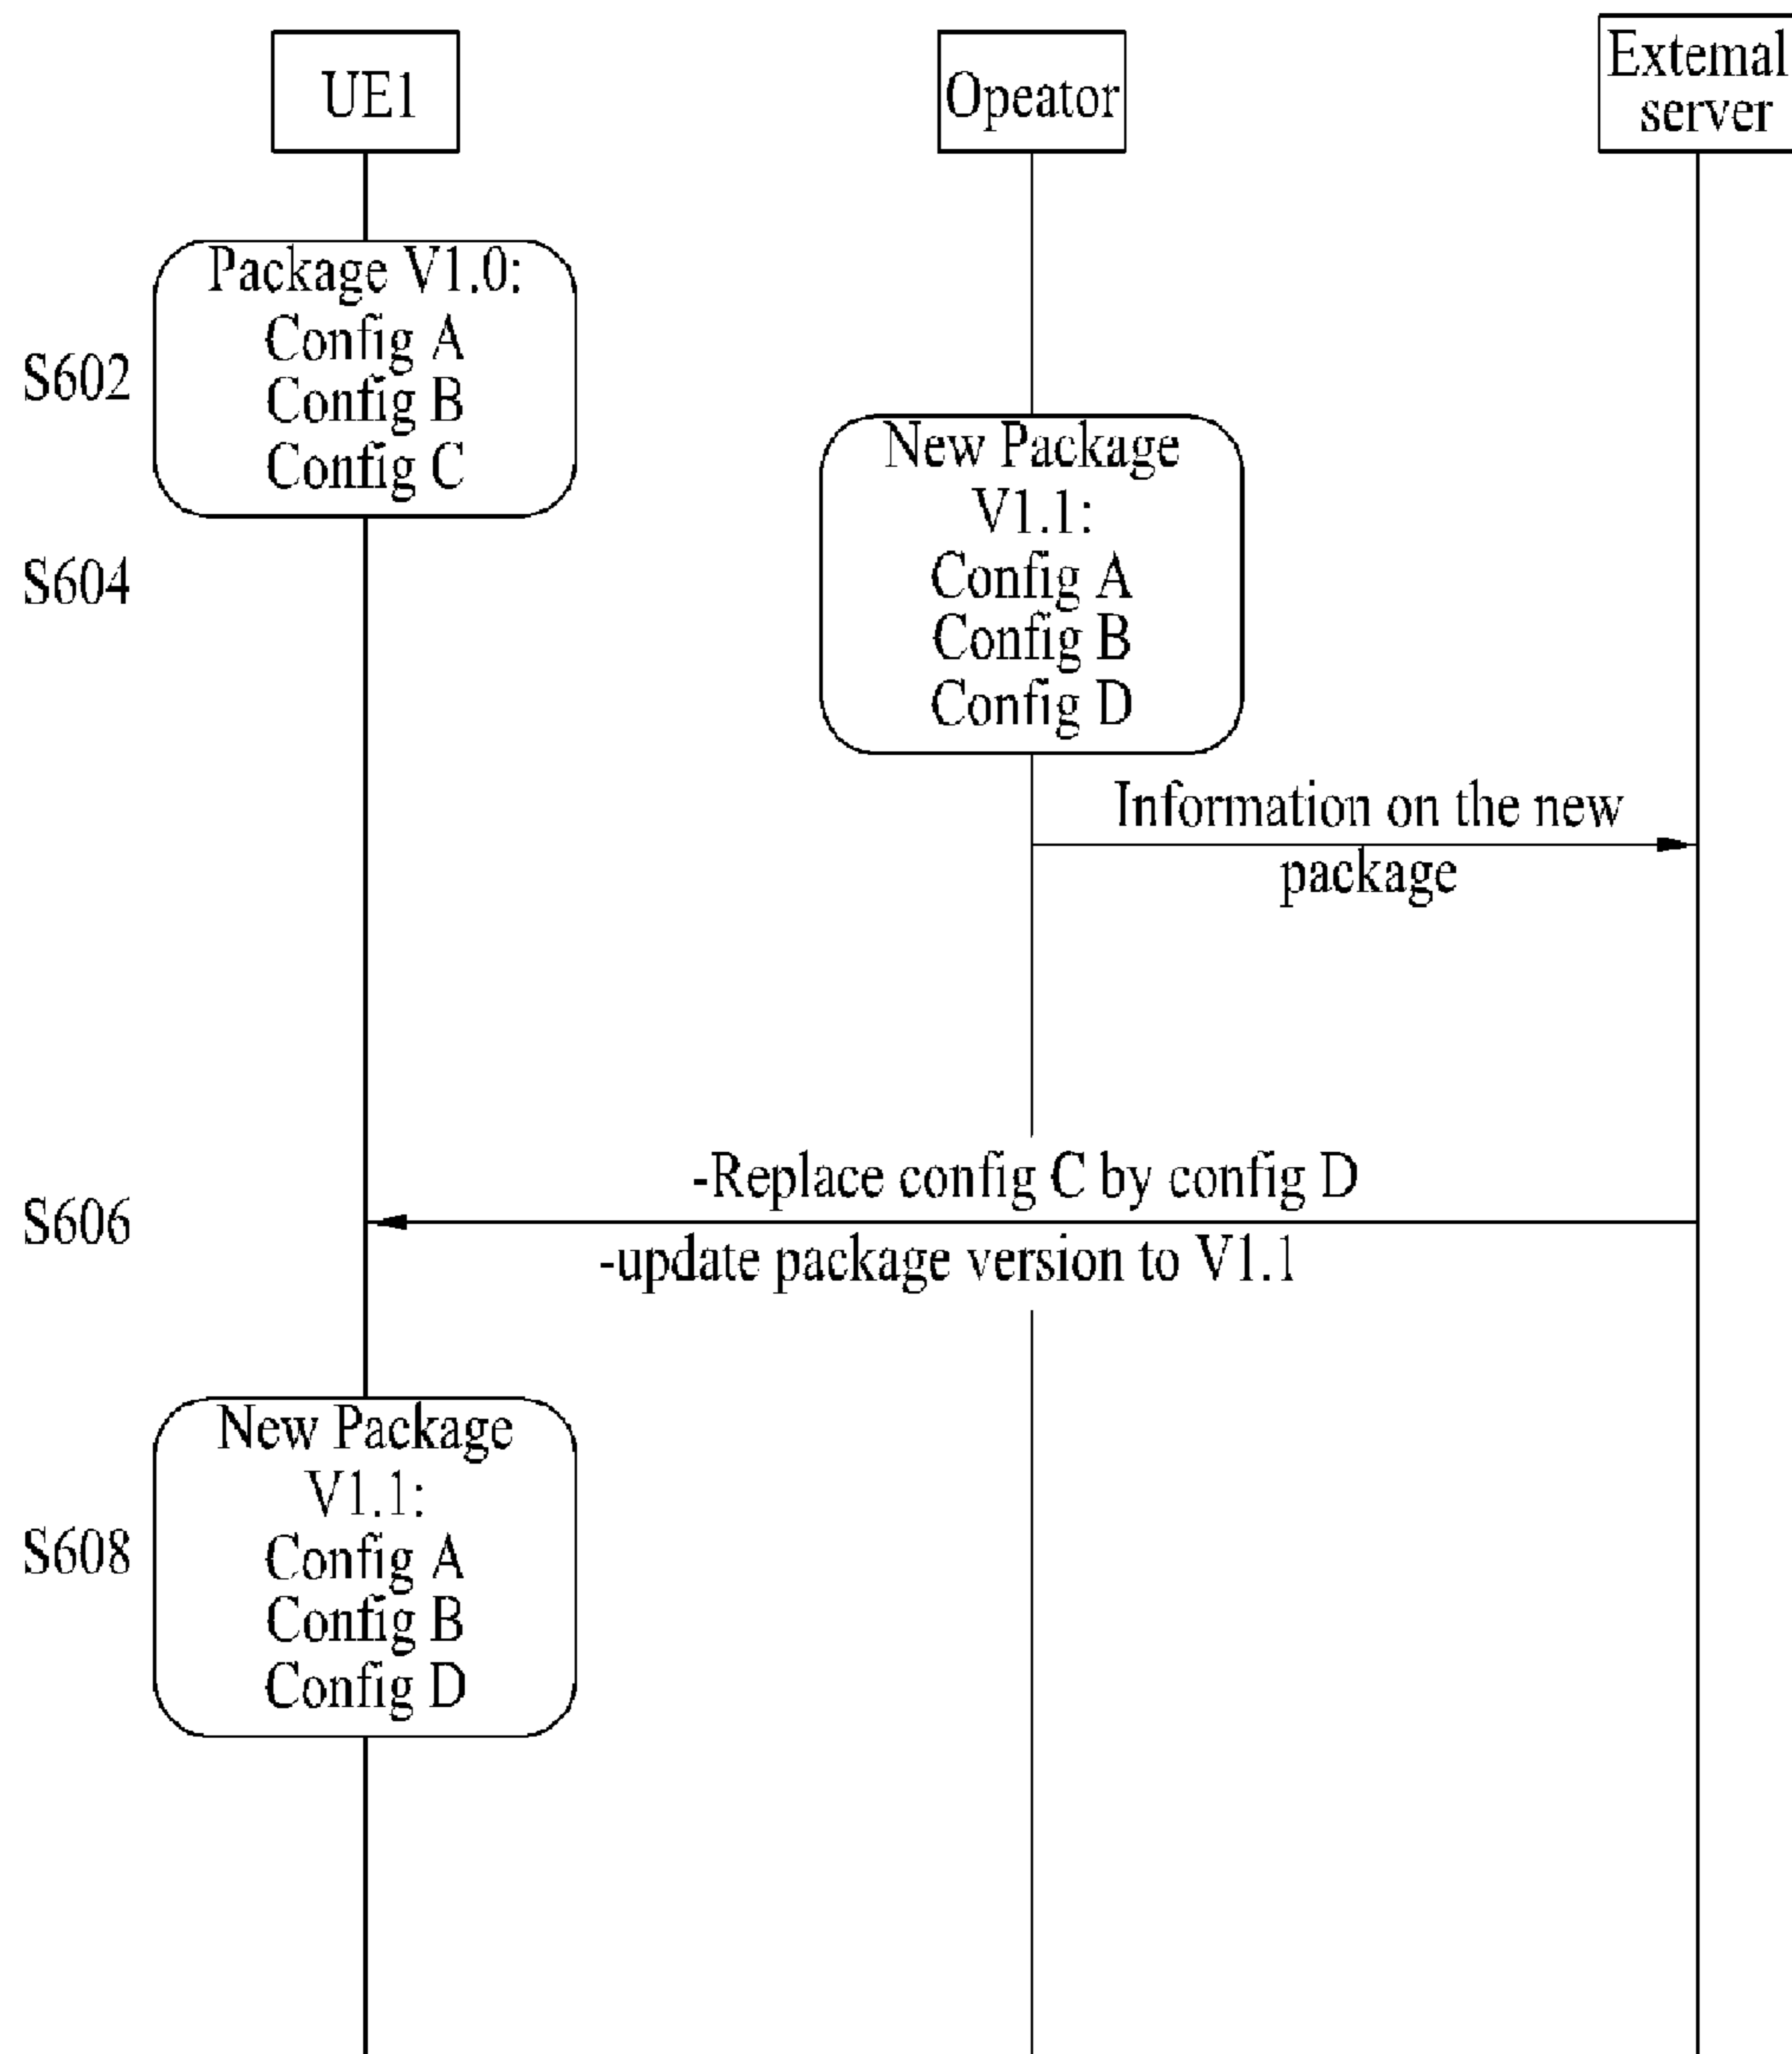 UE1
Opeator
External
server
Package V1.0:
Config A
Config B
Config C
S602
New Package
V1.1:
Config A
Config B
Config D
S604
Information on the new
package
-Replace config C by config D
S606
-update package version to V1.1
New Package
V1.1:
Config A
Config B
Config D
S608